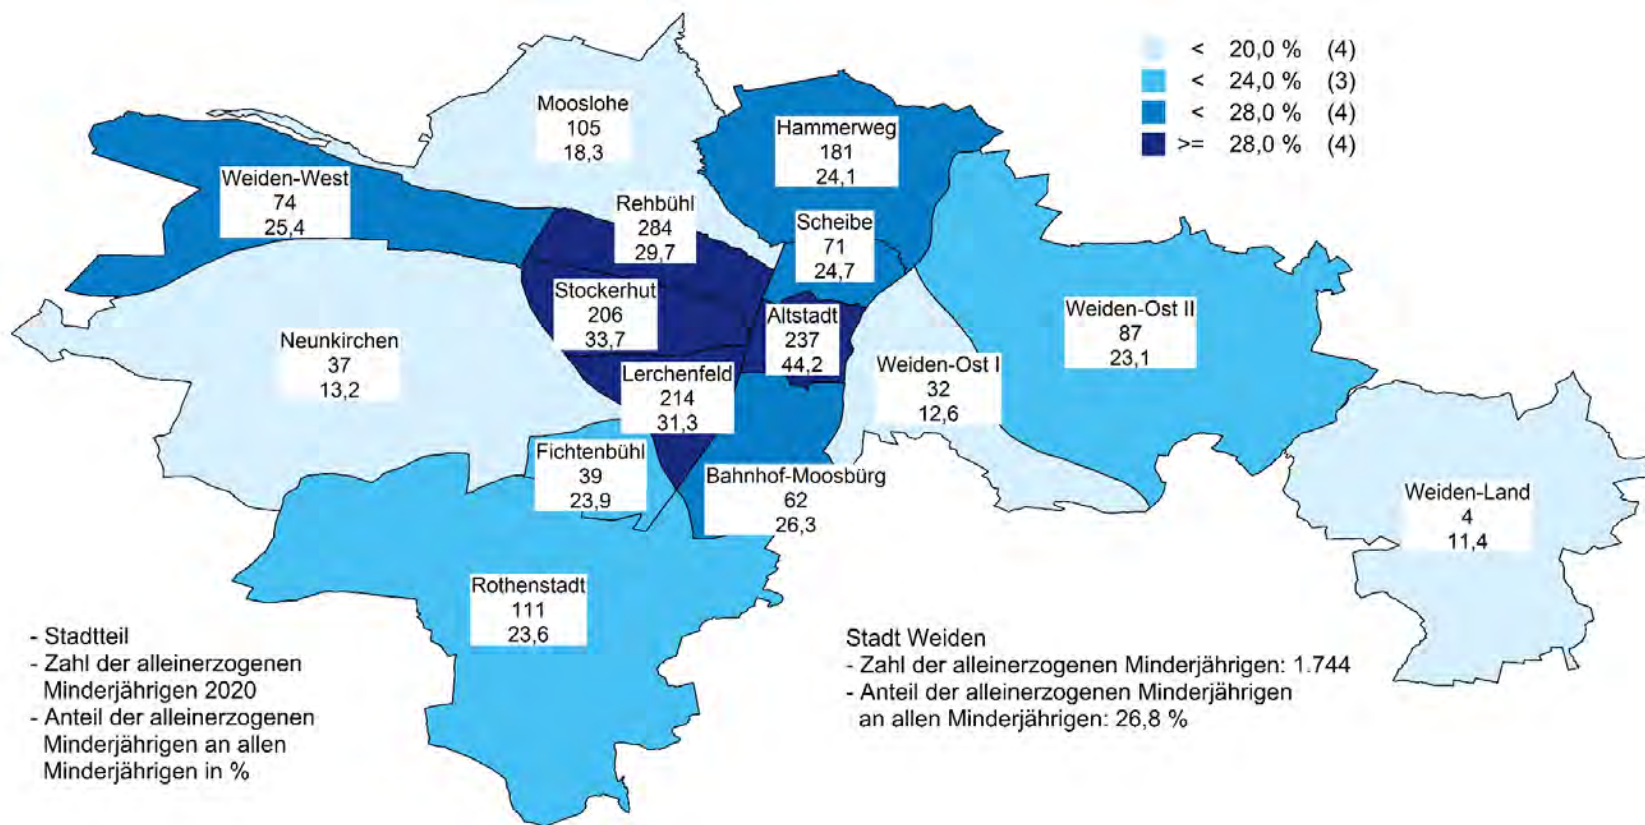 < 20,0 % (4)
< 24,0 % (3)
< 28,0 % (4)
>= 28,0 % (4)
Mooslohe
105
18,3
Hammerweg
181
24,1
Weiden-West
74
25,4
Rehbühl
284
29,7
Scheibe
71
24,7
Stockerhut
206
33,7
Altstadt
237
44,2
Weiden-Ost II
87
23,1
Neunkirchen
37
13,2
Lerchenfeld
214
31,3
Weiden-Ost I
32
12,6
Fichtenbühl
39
23,9
Bahnhof-Moosbürg
62
26,3
Weiden-Land
4
11,4
Rothenstadt
111
23,6
- Stadtteil
- Zahl der alleinerzogenen
Minderjährigen 2020
- Anteil der alleinerzogenen
Minderjährigen an allen
Minderjährigen in %
Stadt Weiden
- Zahl der alleinerzogenen Minderjährigen: 1.744
- Anteil der alleinerzogenen Minderjährigen
an allen Minderjährigen: 26,8 %